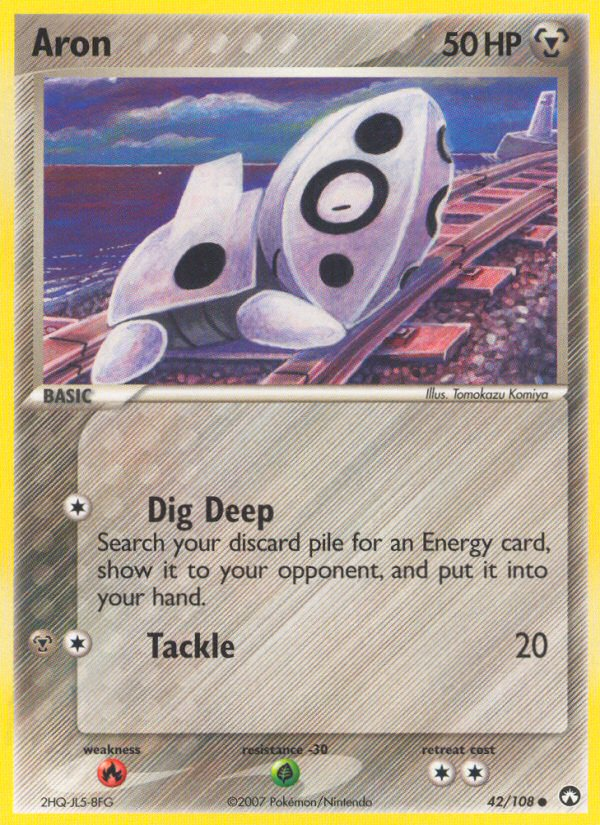 Aron
50 HP
BASIC
Illus. Tomokazu Komiya
Dig Deep
Search your discard pile for an Energy card,
show it to your opponent, and put it into
your hand.
Tackle 20
weakness
resistance -30
retreat cost
2HQ-JL5-8FG
©2007 Pokémon/Nintendo
42/108